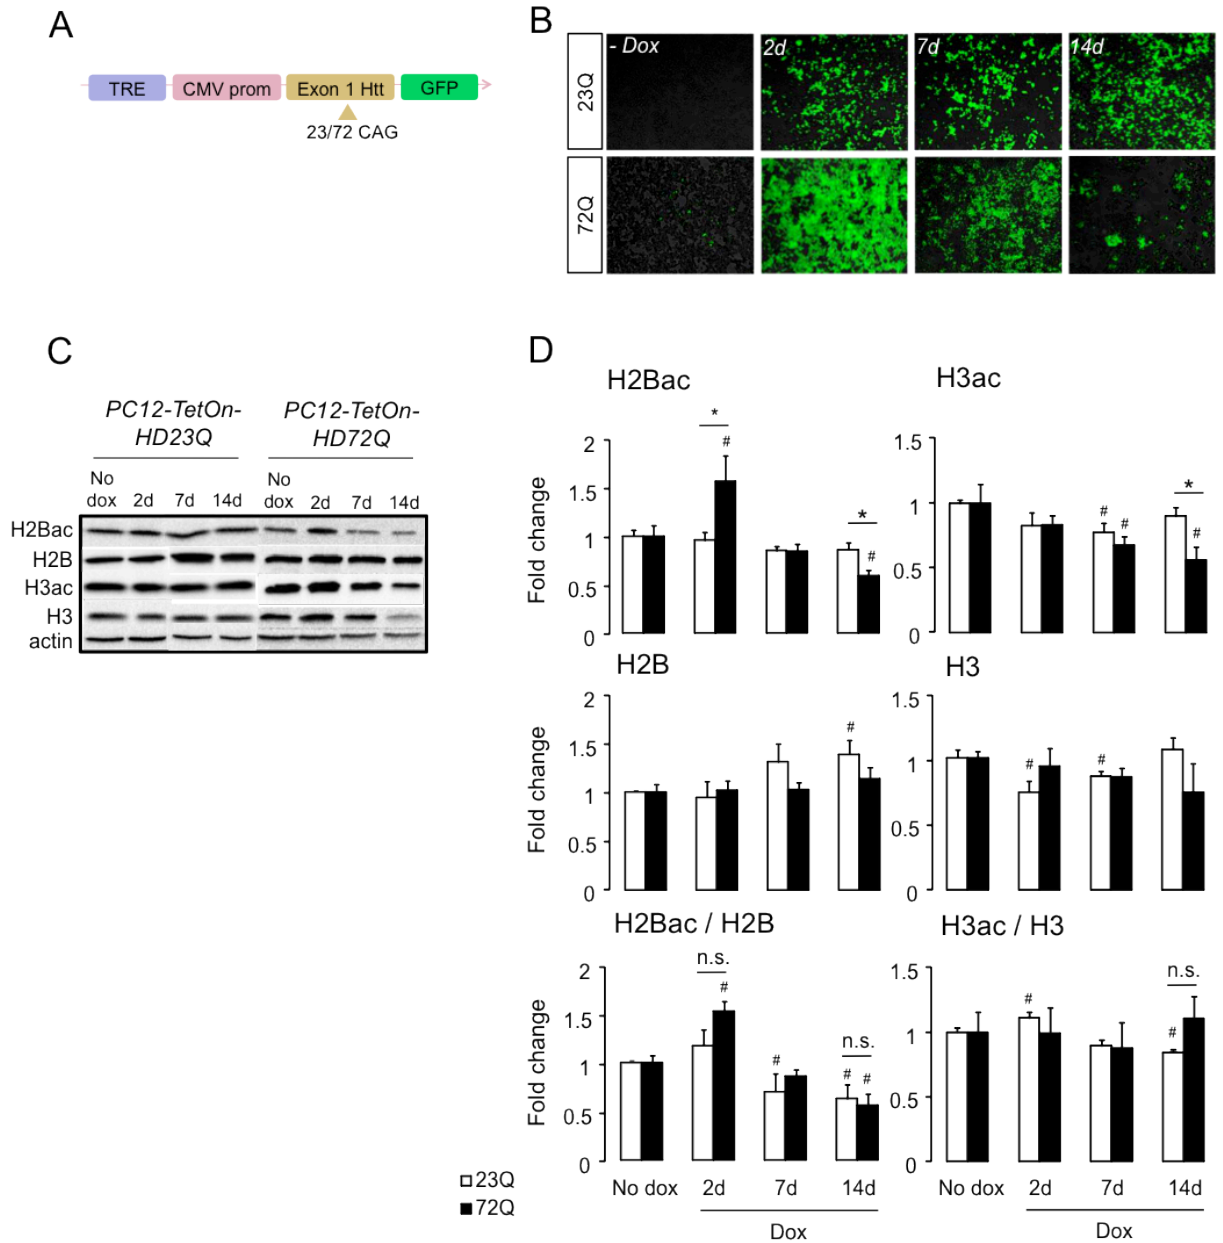 A
TRE
CMV prom
Exon 1 Htt
GFP
23/72 CAG
B
23Q
72Q
- Dox
2d
7d
14d
C
PC12-TetOn-
HD23Q
PC12-TetOn-
HD72Q
No
dox
2d
7d
14d
No
dox
2d
7d
14d
H2Bac
H2B
H3ac
H3
actin
D
H2Bac
Fold change
2
1.5
1
0.5
0
*
#
*
#
H3ac
1.5
1
0.5
0
#
#
*
#
H2B
Fold change
2
1.5
1
0.5
0
#
H3
1.5
1
0.5
0
#
#
H2Bac / H2B
Fold change
2
1.5
1
0.5
0
n.s.
#
#
n.s.
#
#
No dox
2d
7d
14d
Dox
H3ac / H3
1.5
1
0.5
0
#
n.s.
#
No dox
2d
7d
14d
Dox
23Q
72Q